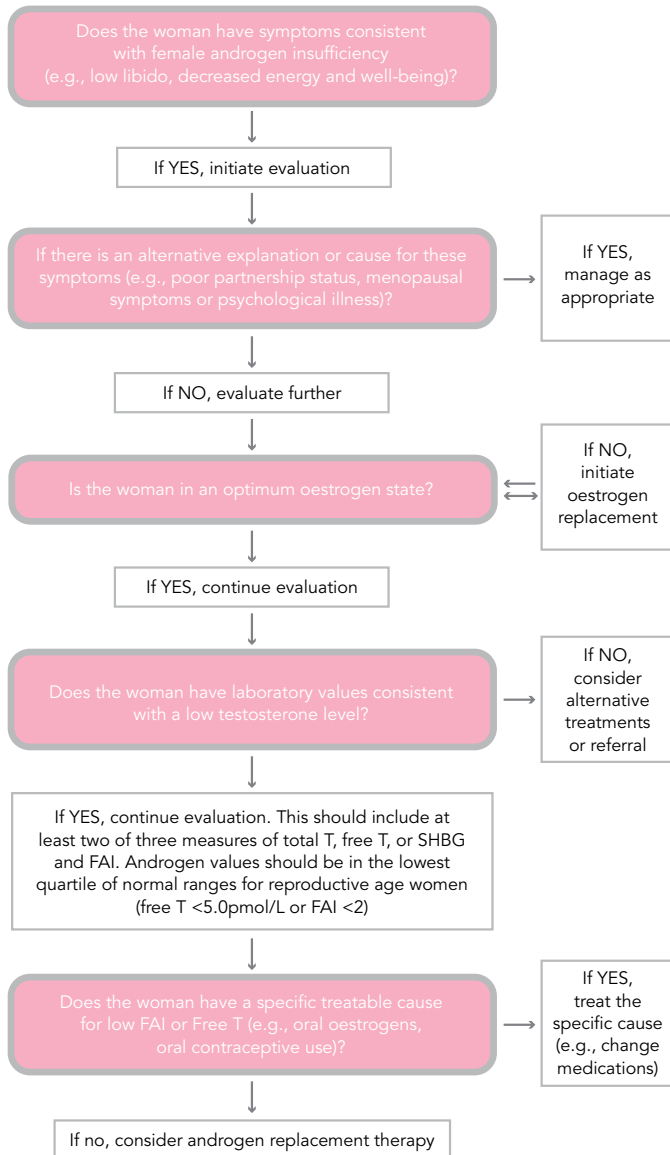 Does the woman have symptoms consistent
with female androgen insufficiency
(e.g., low libido, decreased energy and well-being)?
If YES, initiate evaluation
If there is an alternative explanation or cause for these
symptoms (e.g., poor partnership status, menopausal
symptoms or psychological illness)?
If YES,
manage as
appropriate
If NO, evaluate further
Is the woman in an optimum oestrogen state?
If NO,
initiate
oestrogen
replacement
If YES, continue evaluation
Does the woman have laboratory values consistent
with a low testosterone level?
If NO,
consider
alternative
treatments
or referral
If YES, continue evaluation. This should include at
least two of three measures of total T, free T, or SHBG
and FAI. Androgen values should be in the lowest
quartile of normal ranges for reproductive age women
(free T <5.0pmol/L or FAI <2)
Does the woman have a specific treatable cause
for low FAI or Free T (e.g., oral oestrogens,
oral contraceptive use)?
If YES,
treat the
specific cause
(e.g., change
medications)
If no, consider androgen replacement therapy